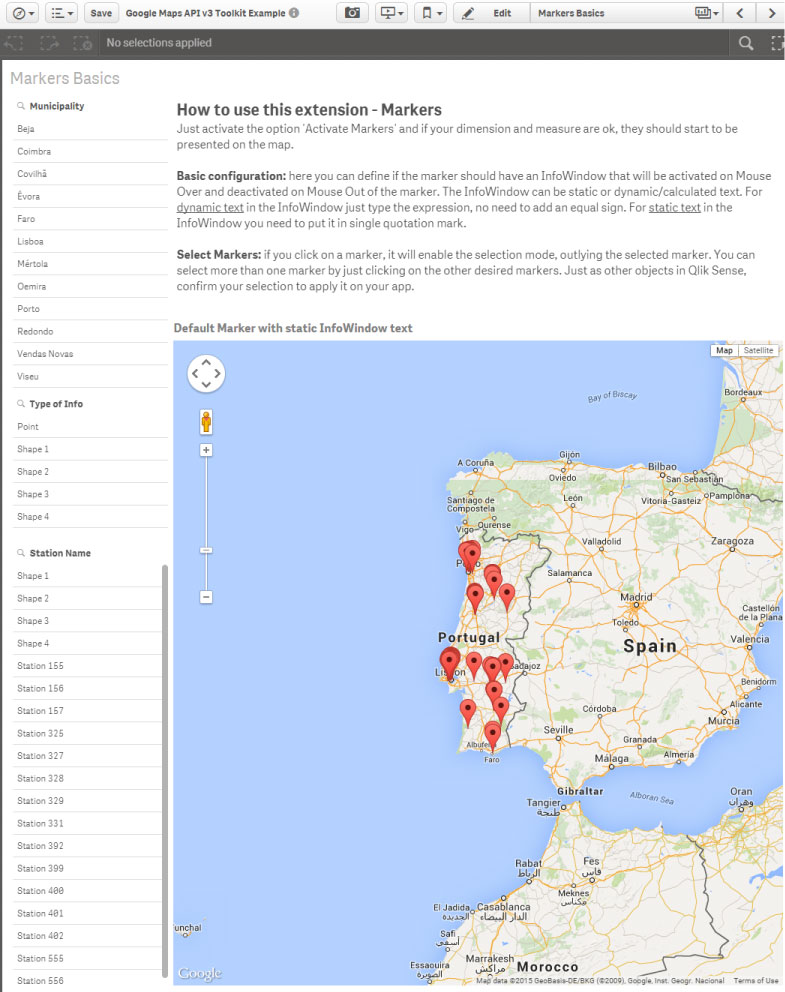 Save
Google Maps API v3 Toolkit Example
Edit
Markers Basics
No selections applied
Markers Basics
Municipality
Beja
Coimbra
Covilhã
Évora
Faro
Lisboa
Mértola
Oemira
Porto
Redondo
Vendas Novas
Viseu
Type of Info
Point
Shape 1
Shape 2
Shape 3
Shape 4
Station Name
Shape 1
Shape 2
Shape 3
Shape 4
Station 155
Station 156
Station 157
Station 325
Station 327
Station 328
Station 329
Station 331
Station 392
Station 399
Station 400
Station 401
Station 402
Station 555
Station 556
How to use this extension - Markers
Just activate the option 'Activate Markers' and if your dimension and measure are ok, they should start to be
presented on the map.
Basic configuration: here you can define if the marker should have an InfoWindow that will be activated on Mouse
Over and deactivated on Mouse Out of the marker. The InfoWindow can be static or dynamic/calculated text. For
dynamic text in the InfoWindow just type the expression, no need to add an equal sign. For static text in the
InfoWindow you need to put it in single quotation mark.
Select Markers: if you click on a marker, it will enable the selection mode, outlying the selected marker. You can
select more than one marker by just clicking on the other desired markers. Just as other objects in Qlik Sense,
confirm your selection to apply it on your app.
Default Marker with static InfoWindow text
Map
Satellite
Bay of Biscay
Bordeaux
A Coruña
Gijón
Oviedo
Bilbao
San Sebastian
Santiago de
Compostela
León
Vitoria-Gasteiz
Pamplona
Vigo
Ourense
Valladolid
Zaragoza
Salamanca
Madrid
Toledo
Castellón
de la Plana
Portugal
Spain
Valencia
Badajoz
Benidorm
Alicante
Córdoba
Murcia
Seville
Granada
Almeria
Albufeira
Faro
Málaga
Gibraltar
Alboran Sea
Oran
وهران
Tangier
طنجة
Rabat
الرباط
Fes
فاس
Meknes
مكناس
El Jadida
الجديدة
Casablanca
الدار البيضاء
Safi
آسفي
unchal
Marrakesh
مراكش
Essaouira
الصويرة
Morocco
Google
Map data ©2015 GeoBasis-DE/BKG (©2009), Google, Inst. Geogr. Nacional
Terms of Use